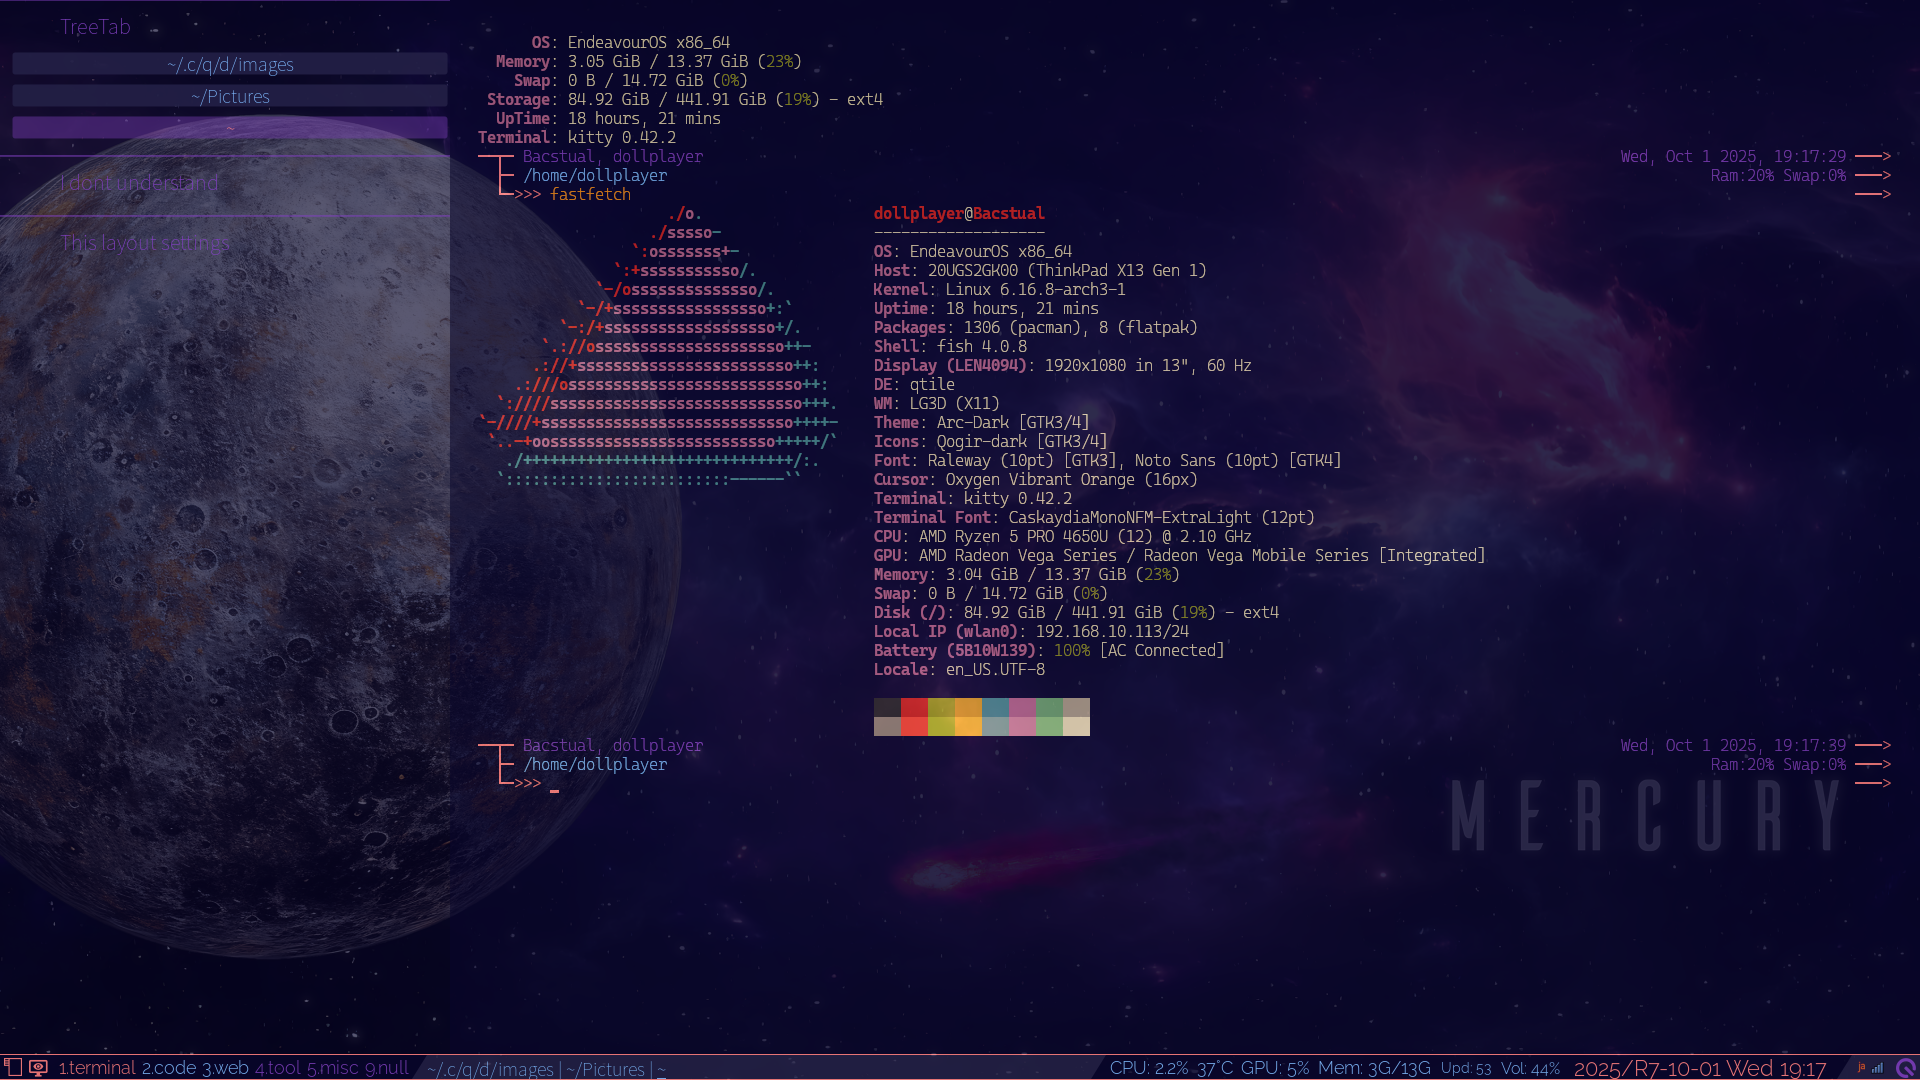 TreeTab
~/.c/q/d/images
~/Pictures
~
I dont understand
This layout settings
OS: EndeavourOS x86_64
Memory: 3.05 GiB / 13.37 GiB (23%)
Swap: 0 B / 14.72 GiB (0%)
Storage: 84.92 GiB / 441.91 GiB (19%) - ext4
UpTime: 18 hours, 21 mins
Terminal: kitty 0.42.2
Bacstual, dollplayer
Wed, Oct 1 2025, 19:17:29 ──>
/home/dollplayer
Ram:20% Swap:0% ──>
>>> fastfetch
──>
./o.
./sssso-
`:osssssss+-
`:+sssssssssso/.
`-/ossssssssssssso/.
`-/+sssssssssssssssso+:`
`-:/+sssssssssssssssssso+/.
`.://osssssssssssssssssssso++-
.://+ssssssssssssssssssssssso++:
.:///ossssssssssssssssssssssssso++:
`:////ssssssssssssssssssssssssssso+++.
`-////+ssssssssssssssssssssssssssso++++-
`..-+oosssssssssssssssssssssssso+++++/`
./++++++++++++++++++++++++++++++/:.
`:::::::::::::::::::::::::------``
dollplayer@Bacstual
-------------------
OS: EndeavourOS x86_64
Host: 20UGS2GK00 (ThinkPad X13 Gen 1)
Kernel: Linux 6.16.8-arch3-1
Uptime: 18 hours, 21 mins
Packages: 1306 (pacman), 8 (flatpak)
Shell: fish 4.0.8
Display (LEN4094): 1920x1080 in 13", 60 Hz
DE: qtile
WM: LG3D (X11)
Theme: Arc-Dark [GTK3/4]
Icons: Qogir-dark [GTK3/4]
Font: Raleway (10pt) [GTK3], Noto Sans (10pt) [GTK4]
Cursor: Oxygen Vibrant Orange (16px)
Terminal: kitty 0.42.2
Terminal Font: CaskaydiaMonoNFM-ExtraLight (12pt)
CPU: AMD Ryzen 5 PRO 4650U (12) @ 2.10 GHz
GPU: AMD Radeon Vega Series / Radeon Vega Mobile Series [Integrated]
Memory: 3.04 GiB / 13.37 GiB (23%)
Swap: 0 B / 14.72 GiB (0%)
Disk (/): 84.92 GiB / 441.91 GiB (19%) - ext4
Local IP (wlan0): 192.168.10.113/24
Battery (5B10W139): 100% [AC Connected]
Locale: en_US.UTF-8
Bacstual, dollplayer
Wed, Oct 1 2025, 19:17:39 ──>
/home/dollplayer
Ram:20% Swap:0% ──>
>>> _
──>
MERCURY
1.terminal 2.code 3.web 4.tool 5.misc 9.null
~/.c/q/d/images | ~/Pictures | ~
CPU: 2.2% 37°C GPU: 5% Mem: 3G/13G Upd: 53 Vol: 44% 2025/R7-10-01 Wed 19:17 ja